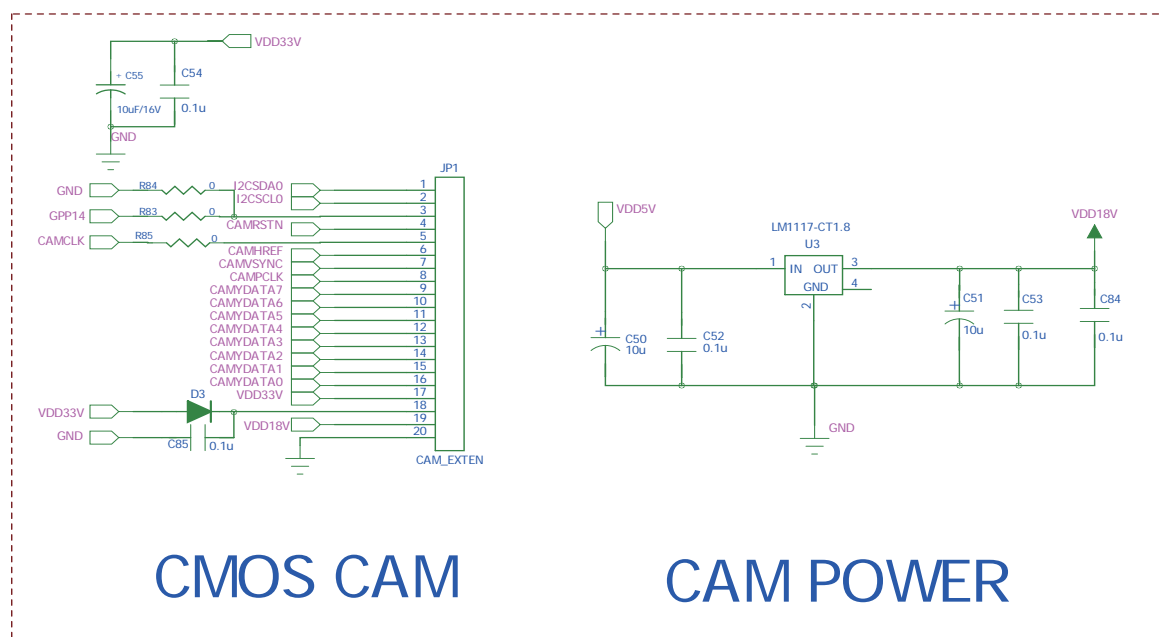 VDD33V
+ C55
C54
10uF/16V
0.1u
GND
JP1
GND
R84
0
I2CSDA0
1
I2CSCL0
2
GPP14
R83
0
3
CAMRSTN
4
CAMCLK
R85
0
5
CAMHREF
6
CAMVSYNC
7
CAMPCLK
8
CAMYDATA7
9
CAMYDATA6
10
CAMYDATA5
11
CAMYDATA4
12
CAMYDATA3
13
CAMYDATA2
14
CAMYDATA1
15
CAMYDATA0
16
VDD33V
17
D3
VDD33V
18
VDD18V
19
GND
C85
0.1u
20
CAM_EXTEN
CMOS CAM
VDD5V
LM1117-CT1.8
U3
VDD18V
1
IN OUT
3
GND
4
2
+
C50
10u
C52
0.1u
+
C51
10u
C53
0.1u
C84
0.1u
GND
CAM POWER